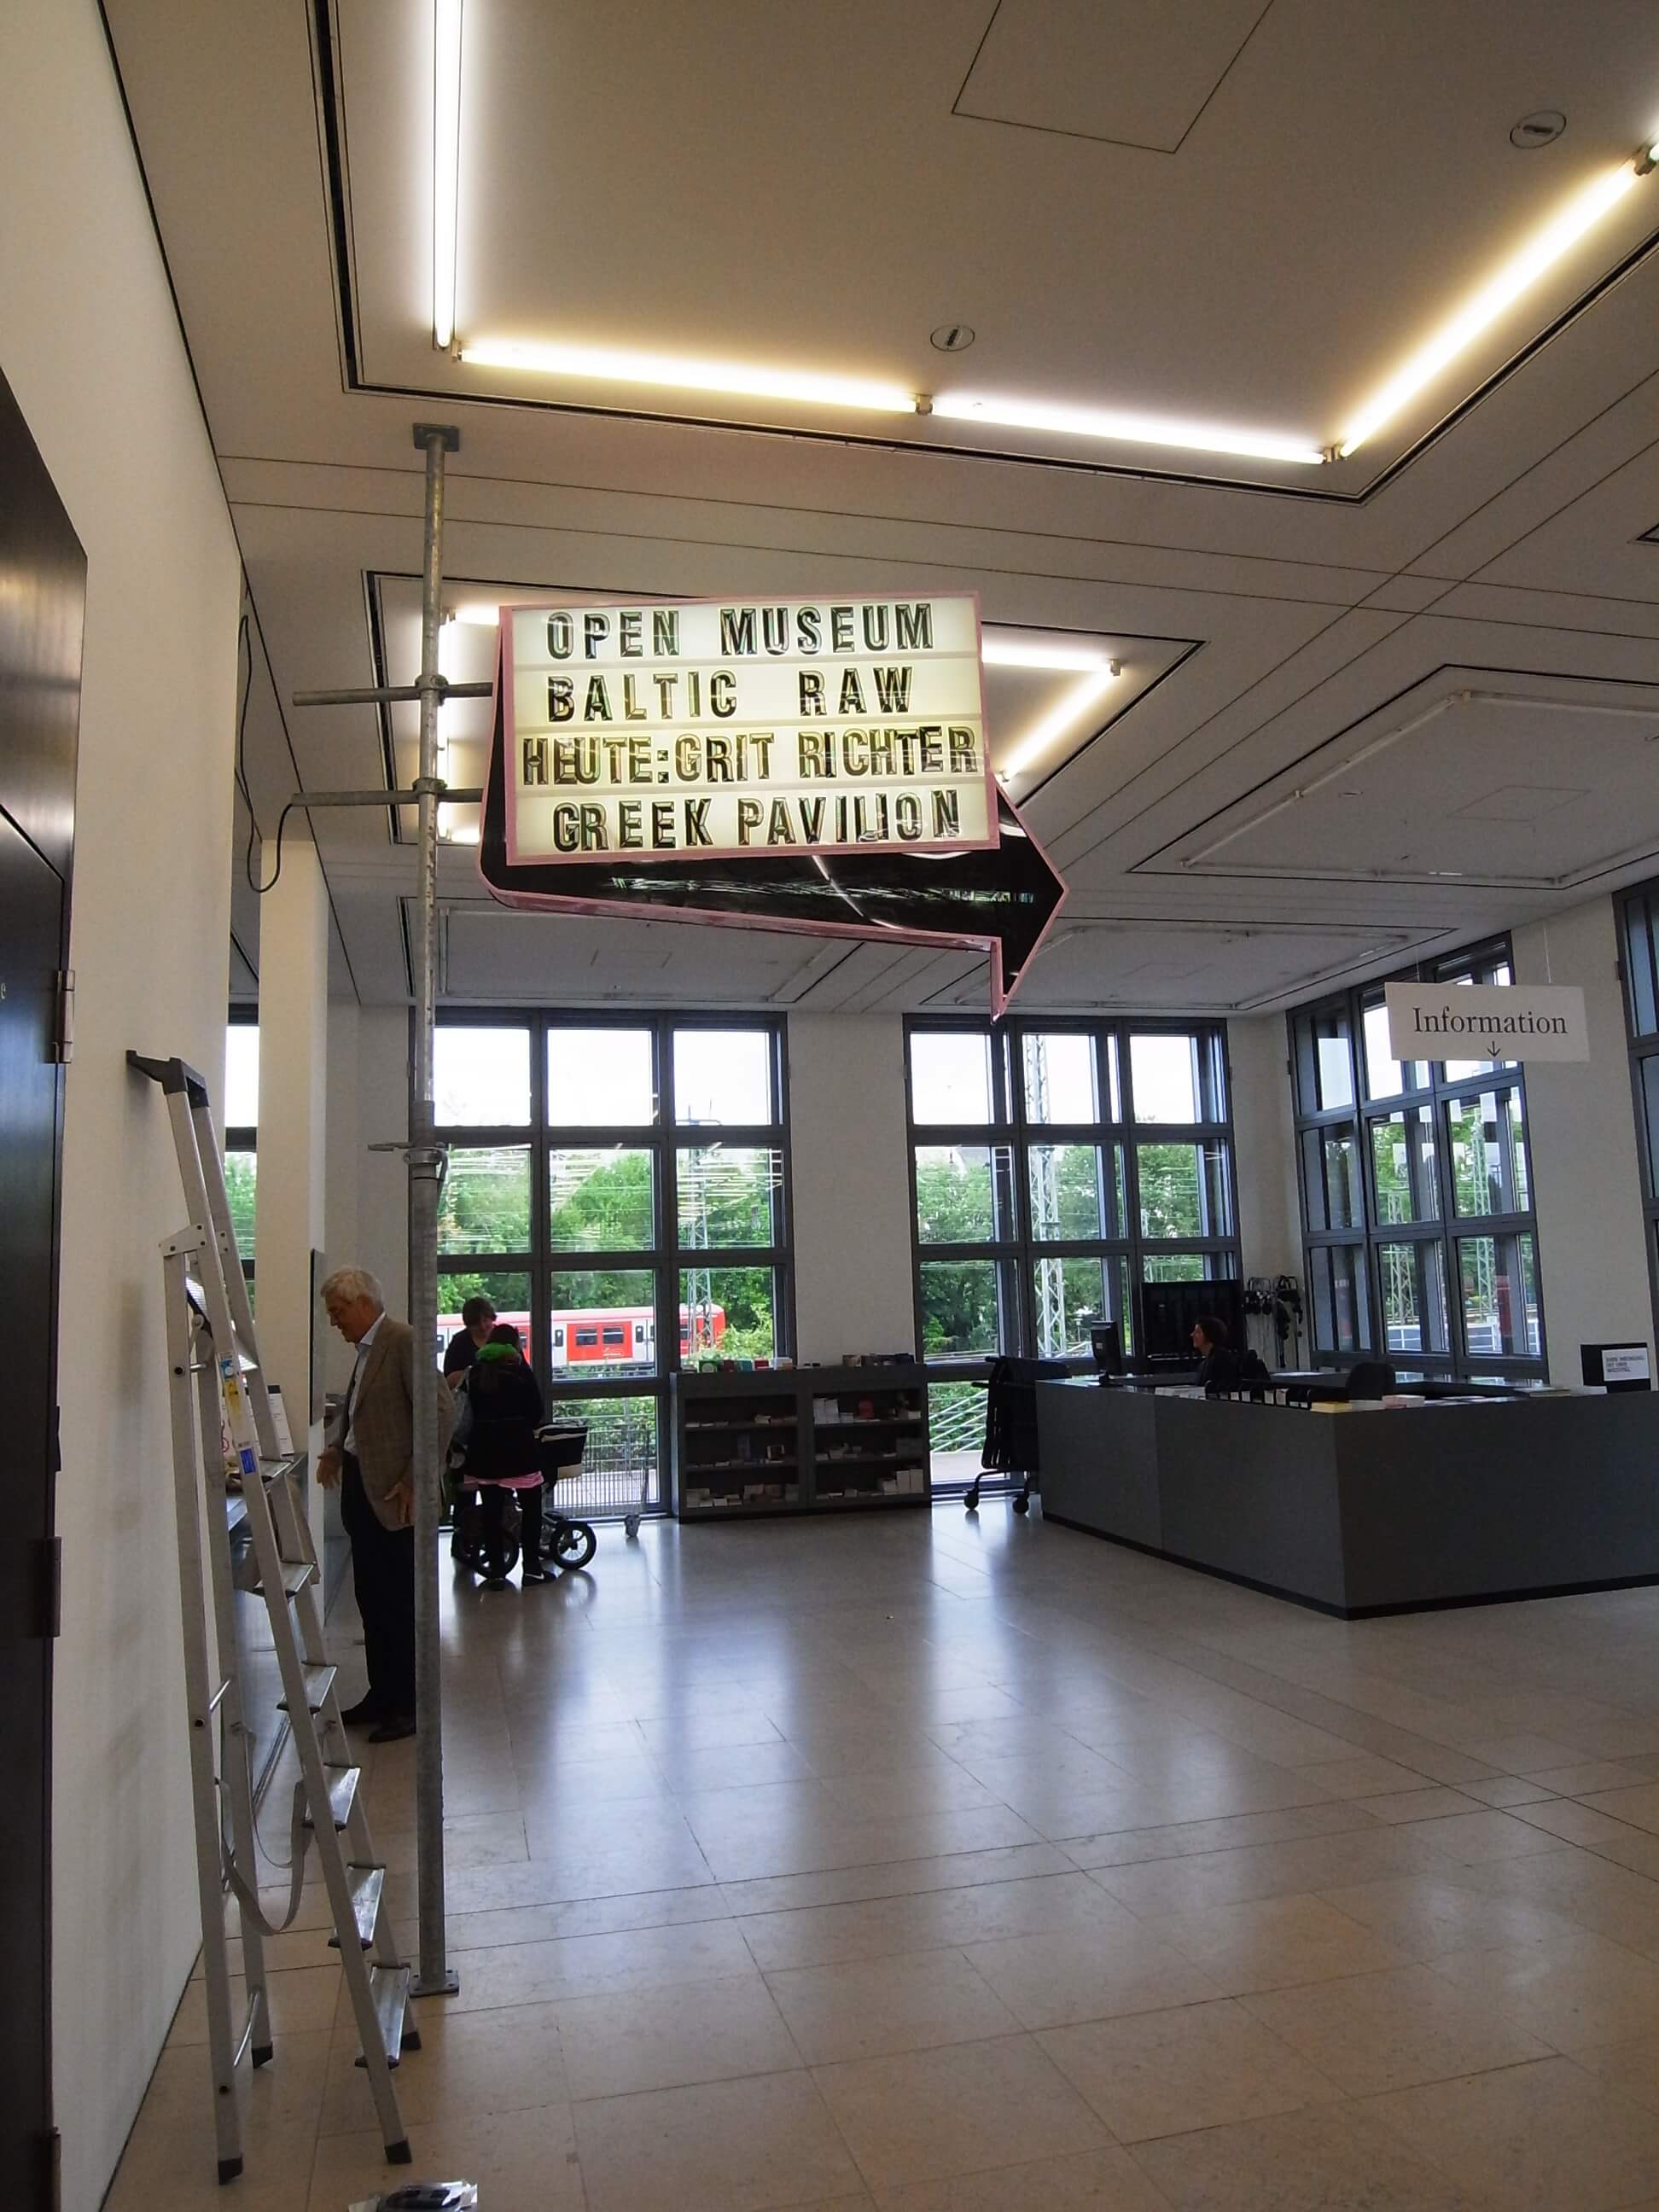 OPEN MUSEUM
BALTIC RAW
HEUTE:GRIT RICHTER
GREEK PAVILION
Information